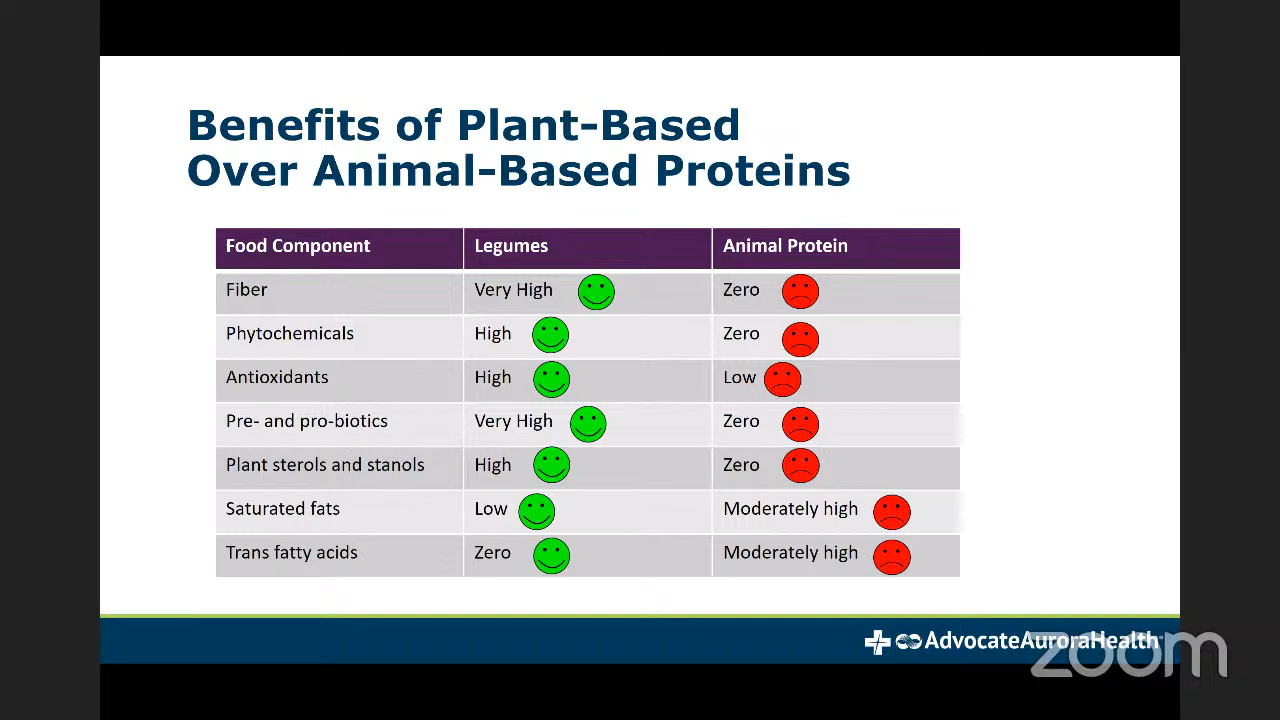 Benefits of Plant-Based
Over Animal-Based Proteins
Food Component Legumes Animal Protein
Fiber Very High Zero
Phytochemicals High Zero
Antioxidants High Low
Pre- and pro-biotics Very High Zero
Plant sterols and stanols High Zero
Saturated fats Low Moderately high
Trans fatty acids Zero Moderately high
AdvocateAuroraHealth
zoom